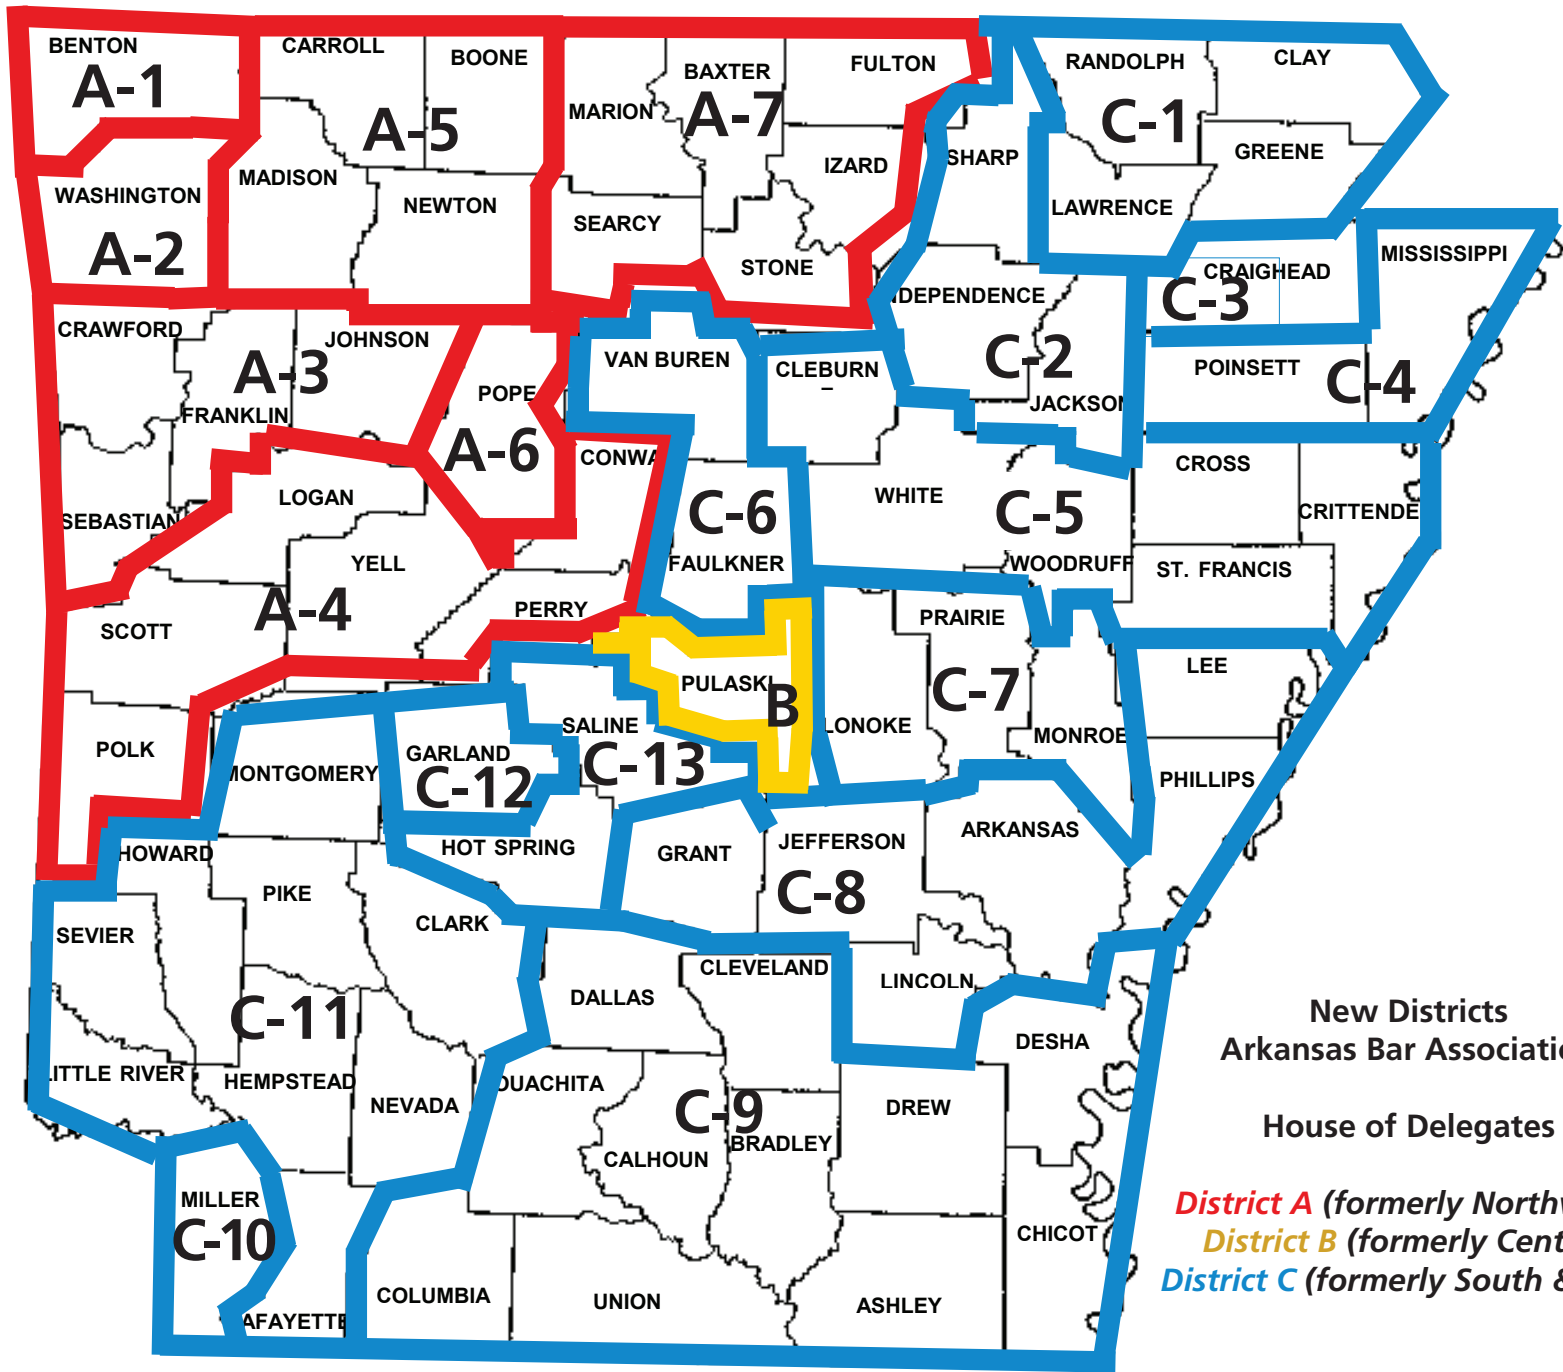 BENTON
CARROLL
BOONE
BAXTER
FULTON
RANDOLPH
CLAY
A-1
A-5
MARION
A-7
C-1
IZARD
SHARP
GREENE
WASHINGTON
MADISON
NEWTON
SEARCY
LAWRENCE
A-2
STONE
MISSISSIPPI
CRAIGHEAD
NDEPENDENCE
C-3
CRAWFORD
JOHNSON
VAN BUREN
CLEBURN
–
C-2
POINSETT
A-3
POPE
C-4
FRANKLIN
JACKSON
A-6
CONWA
CROSS
LOGAN
WHITE
C-6
C-5
CRITTENDE
SEBASTIAN
YELL
FAULKNER
WOODRUFF
ST. FRANCIS
A-4
PERRY
PRAIRIE
SCOTT
LEE
PULASKI
B
C-7
POLK
SALINE
LONOKE
MONROE
GARLAND
C-13
MONTGOMERY
C-12
PHILLIPS
ARKANSAS
HOT SPRING
JEFFERSON
HOWARD
GRANT
PIKE
C-8
CLARK
SEVIER
CLEVELAND
LINCOLN
DALLAS
C-11
DESHA
LITTLE RIVER
HEMPSTEAD
OUACHITA
NEVADA
C-9
DREW
BRADLEY
CALHOUN
MILLER
C-10
CHICOT
COLUMBIA
UNION
ASHLEY
AFAYETTE
New Districts
Arkansas Bar Associatio
House of Delegates
District A (formerly Northw
District B (formerly Cent
District C (formerly South &